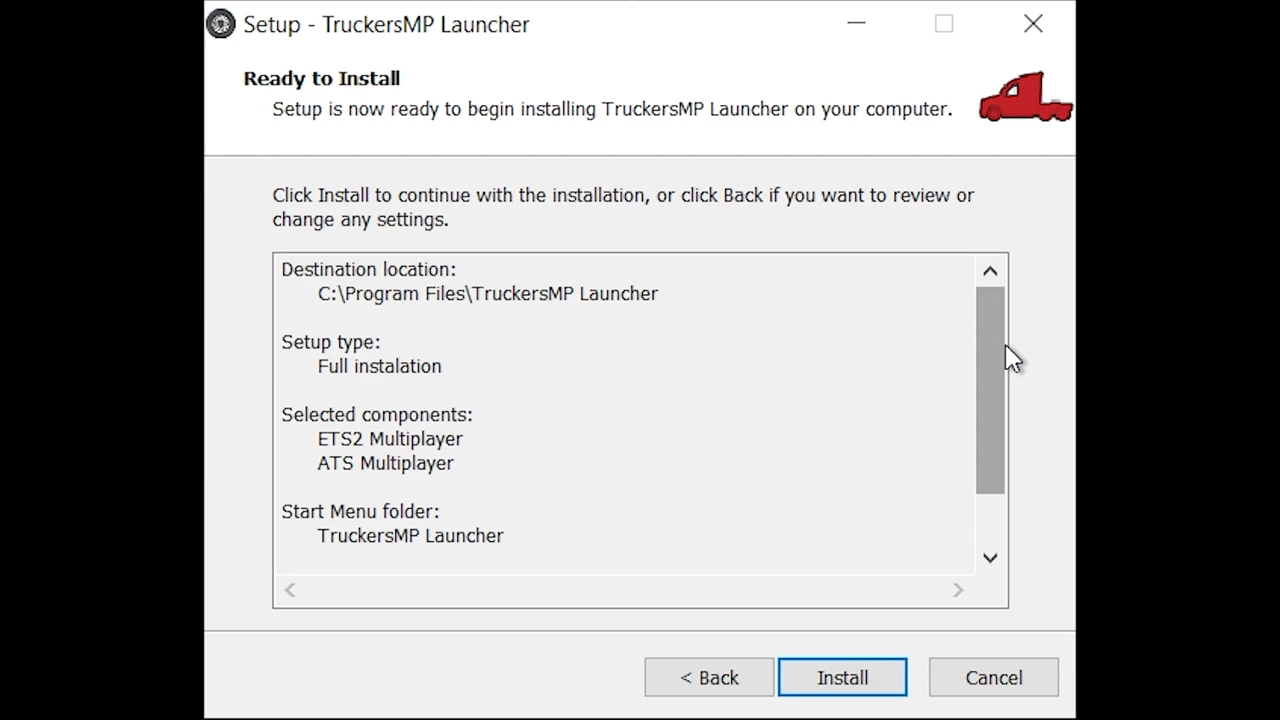 Setup - TruckersMP Launcher
Ready to Install
Setup is now ready to begin installing TruckersMP Launcher on your computer.
Click Install to continue with the installation, or click Back if you want to review or
change any settings.
Destination location:
C:\Program Files\TruckersMP Launcher
Setup type:
Full instalation
Selected components:
ETS2 Multiplayer
ATS Multiplayer
Start Menu folder:
TruckersMP Launcher
< Back
Install
Cancel